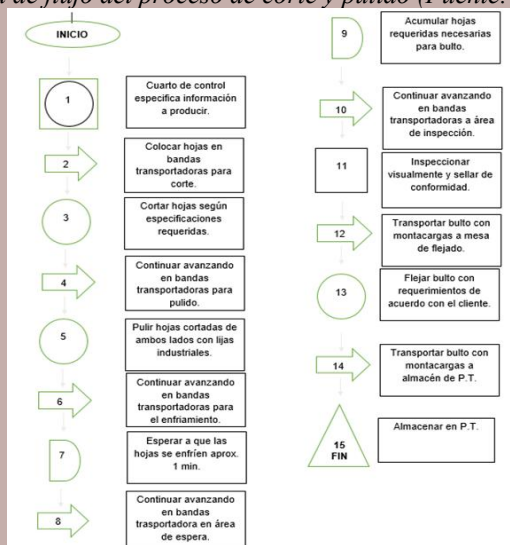 de flujo del proceso de corte y pulido (Fuente:
INICIO
1
Cuarto de control
especifica información
a producir.
2
Colocar hojas en
bandas
transportadoras para
corte.
3
Cortar hojas según
especificaciones
requeridas.
4
Continuar avanzando
en bandas
transportadoras para
pulido.
5
Pulir hojas cortadas de
ambos lados con lijas
industriales.
6
Continuar avanzando
en bandas
transportadoras para
el enfriamiento.
7
Esperar a que las
hojas se enfríen aprox.
1 min.
8
Continuar avanzando
en bandas
trasportadora en área
de espera.
9
Acumular hojas
requeridas necesarias
para bulto.
10
Continuar avanzando
en bandas
transportadoras a área
de inspección.
11
Inspeccionar
visualmente y sellar de
conformidad.
12
Transportar bulto con
montacargas a mesa
de flejado.
13
Flejar bulto con
requerimientos de
acuerdo con el cliente.
14
Transportar bulto con
montacargas a
almacén de P.T.
15
FIN
Almacenar en P.T.